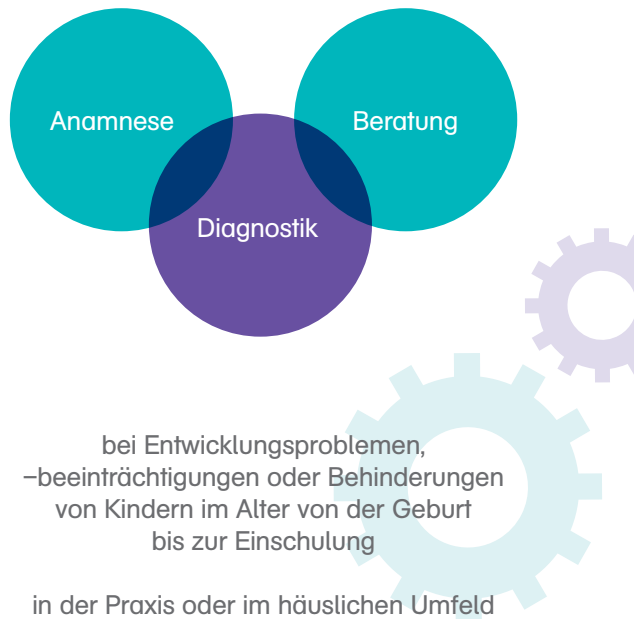 Anamnese
Beratung
Diagnostik
bei Entwicklungsproblemen,
–beeinträchtigungen oder Behinderungen
von Kindern im Alter von der Geburt
bis zur Einschulung
in der Praxis oder im häuslichen Umfeld